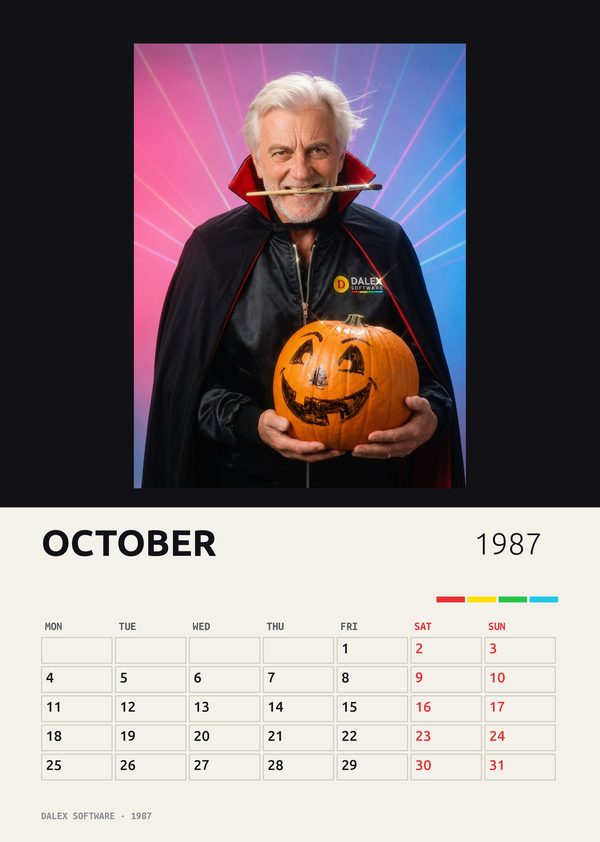 D DALEX
SOFTWARE
OCTOBER 1987
MON TUE WED THU FRI SAT SUN
1 2 3
4 5 6 7 8 9 10
11 12 13 14 15 16 17
18 19 20 21 22 23 24
25 26 27 28 29 30 31
DALEX SOFTWARE · 1987